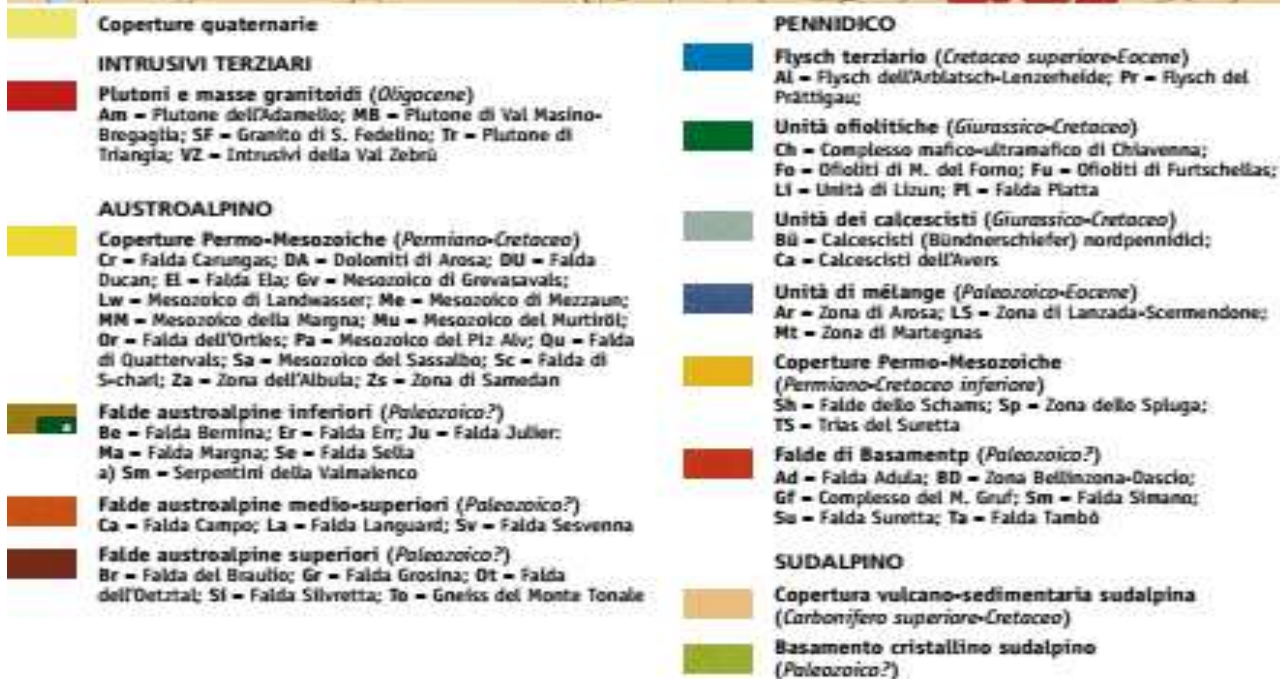 Coperture quaternarie
INTRUSIVI TERZIARI
Plutoni e masse granitoidi (Oligocene)
Am = Plutone dell'Adamello; MB = Plutone di Val Masino-
Bregaglia; SF = Granito di S. Fedelino; Tr = Plutone di
Triangia; VZ = Intrusivi della Val Zebrù
AUSTROALPINO
Coperture Permo-Mesozoiche (Permiano-Cretaceo)
Cr = Falda Carungas; DA = Dolomiti di Arosa; DU = Falda
Ducan; El = Falda Ela; Gv = Mesozoico di Grevasavals;
Lw = Mesozoico di Landwasser; Me = Mesozoico di Mezzaun;
MM = Mesozoico della Margna; Mu = Mesozoico del Murtiröl;
Or = Falda dell'Ortles; Pa = Mesozoico del Piz Alv; Qu = Falda
di Quattervals; Sa = Mesozoico del Sassalbo; Sc = Falda di
S-charl; Za = Zona dell'Albula; Zs = Zona di Samedan
a
Falde austroalpine inferiori (Paleozoico?)
Be = Falda Bernina; Er = Falda Err; Ju = Falda Julier:
Ma = Falda Margna; Se = Falda Sella
a) Sm = Serpentini della Valmalenco
Falde austroalpine medio-superiori (Paleozoico?)
Ca = Falda Campo; La = Falda Languard; Sv = Falda Sesvenna
Falde austroalpine superiori (Paleozoico?)
Br = Falda del Braulio; Gr = Falda Grosina; Ot = Falda
dell'Oetztal; Si = Falda Silvretta; To = Gneiss del Monte Tonale
PENNIDICO
Flysch terziario (Cretaceo superiore-Eocene)
Al = Flysch dell'Arblatsch-Lenzerheide; Pr = Flysch del
Prättigau;
Unità ofiolitiche (Giurassico-Cretaceo)
Ch = Complesso mafico-ultramafico di Chiavenna;
Fo = Ofioliti di M. del Forno; Fu = Ofioliti di Furtschellas;
Li = Unità di Lizun; Pl = Falda Platta
Unità dei calcescisti (Giurassico-Cretaceo)
Bü = Calcescisti (Bündnerschiefer) nordpennidici;
Ca = Calcescisti dell'Avers
Unità di mélange (Paleozoico-Eocene)
Ar = Zona di Arosa; LS = Zona di Lanzada-Scermendone;
Mt = Zona di Martegnas
Coperture Permo-Mesozoiche
(Permiano-Cretaceo inferiore)
Sh = Falde dello Schams; Sp = Zona dello Spluga;
TS = Trias del Suretta
Falde di Basamentp (Paleozoico?)
Ad = Falda Adula; BD = Zona Bellinzona-Dascio;
Gf = Complesso del M. Gruf; Sm = Falda Simano;
Su = Falda Suretta; Ta = Falda Tambò
SUDALPINO
Copertura vulcano-sedimentaria sudalpina
(Carbonifero superiore-Cretaceo)
Basamento cristallino sudalpino
(Paleozoico?)